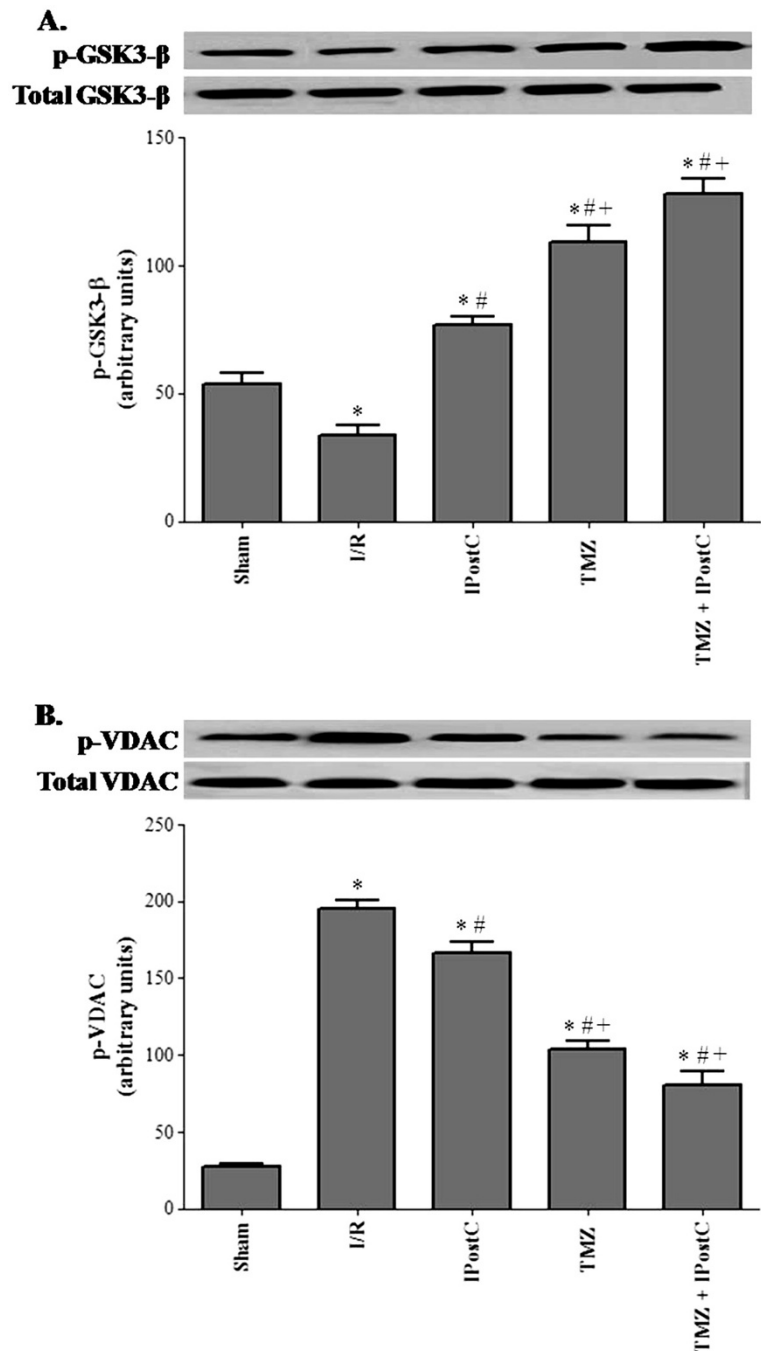 A.
p-GSK3-β
Total GSK3-β
150
100
50
0
p-GSK3-β
(arbitrary units)
*
* #
* # +
* # +
Sham
I/R
IPostC
TMZ
TMZ + IPostC
B.
p-VDAC
Total VDAC
250
200
150
100
50
0
p-VDAC
(arbitrary units)
*
* #
* # +
* # +
Sham
I/R
IPostC
TMZ
TMZ + IPostC